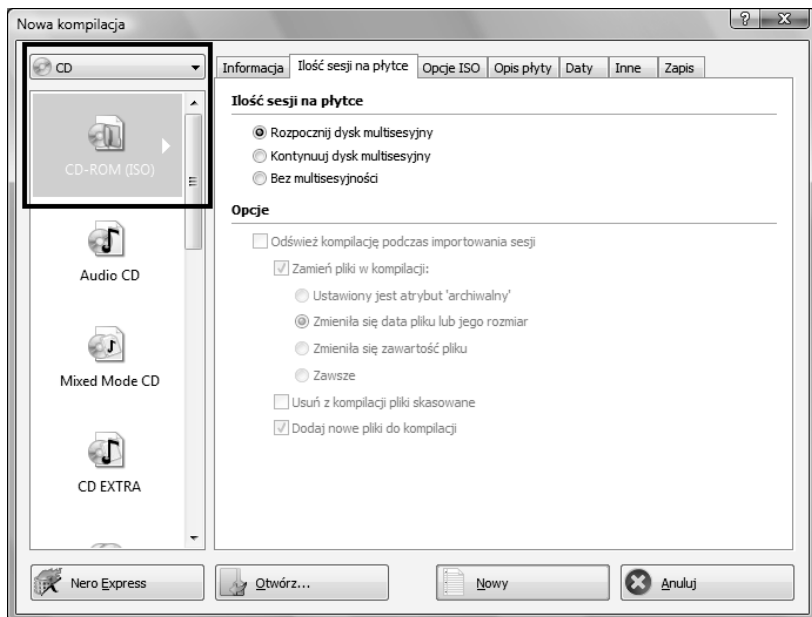 Nowa kompilacja
CD
CD-ROM (ISO)
Audio CD
Mixed Mode CD
CD EXTRA
Informacja Ilość sesji na płytce Opcje ISO Opis płyty Daty Inne Zapis
Ilość sesji na płytce
Rozpocznij dysk multisesyjny
Kontynuuj dysk multisesyjny
Bez multisesyjności
Opcje
Odśwież kompilację podczas importowania sesji
Zamień pliki w kompilacji:
Ustawiony jest atrybut 'archiwalny'
Zmieniła się data pliku lub jego rozmiar
Zmieniła się zawartość pliku
Zawsze
Usuń z kompilacji pliki skasowane
Dodaj nowe pliki do kompilacji
Nero Express Otwórz... Nowy Anuluj